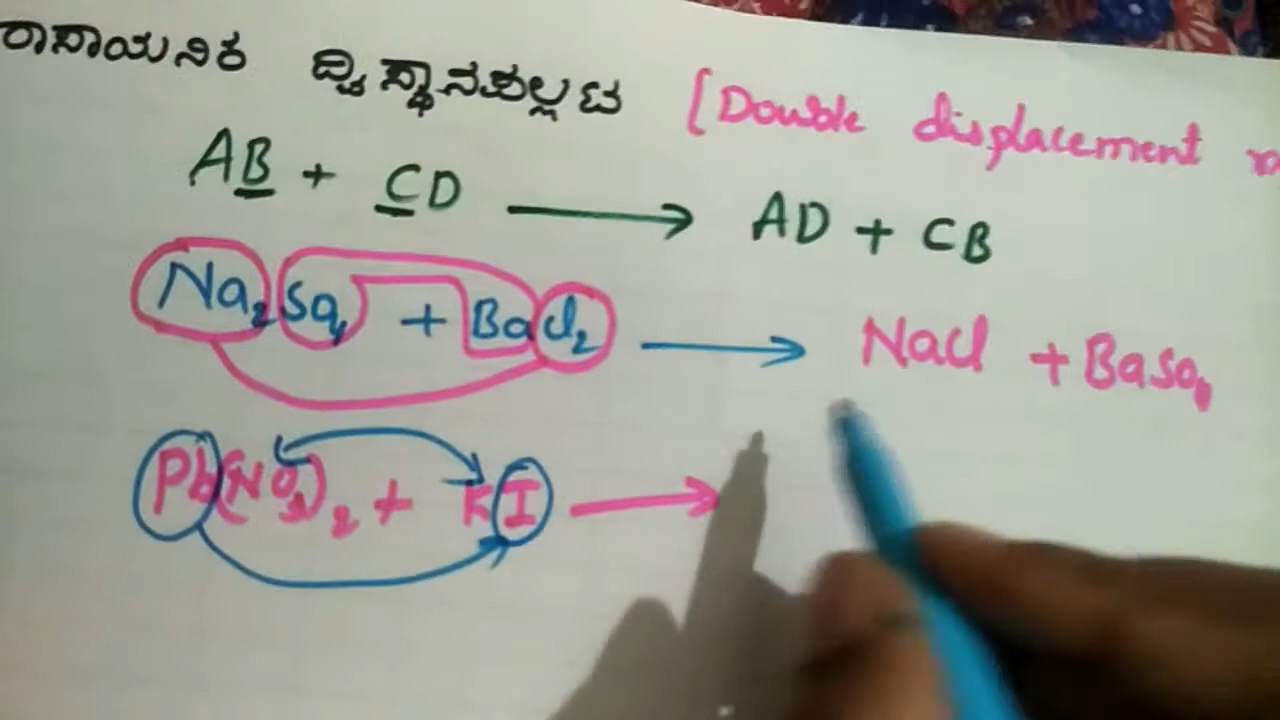 ರಾಸಾಯನಿಕ ದ್ವಿಸ್ಥಾನಪಲ್ಲಟ [Double displacement
AB + CD → AD + CB
Na₂SO₄ + BaCl₂ → NaCl + BaSO₄
Pb(NO₃)₂ + KI →